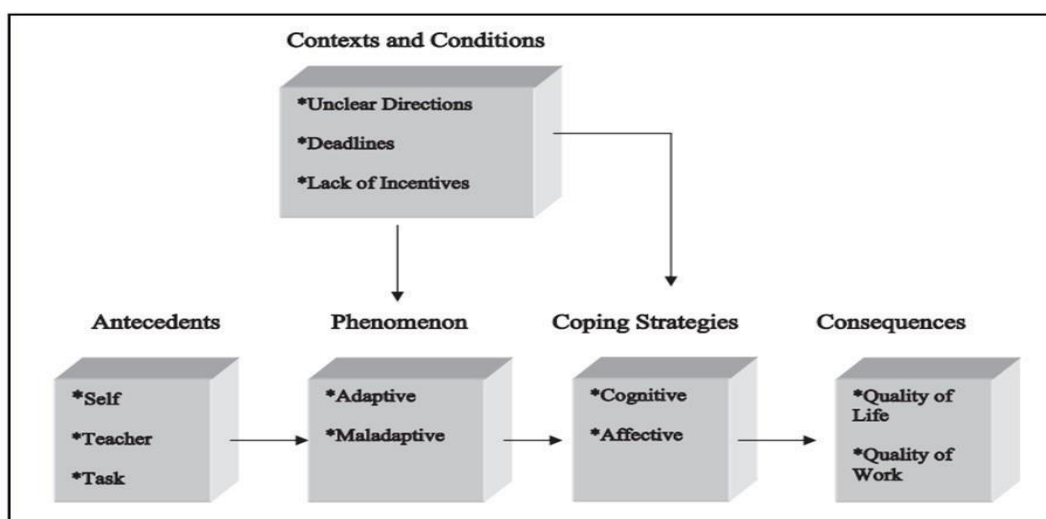 Contexts and Conditions
*Unclear Directions
*Deadlines
*Lack of Incentives
Antecedents
*Self
*Teacher
*Task
Phenomenon
*Adaptive
*Maladaptive
Coping Strategies
*Cognitive
*Affective
Consequences
*Quality of
Life
*Quality of
Work